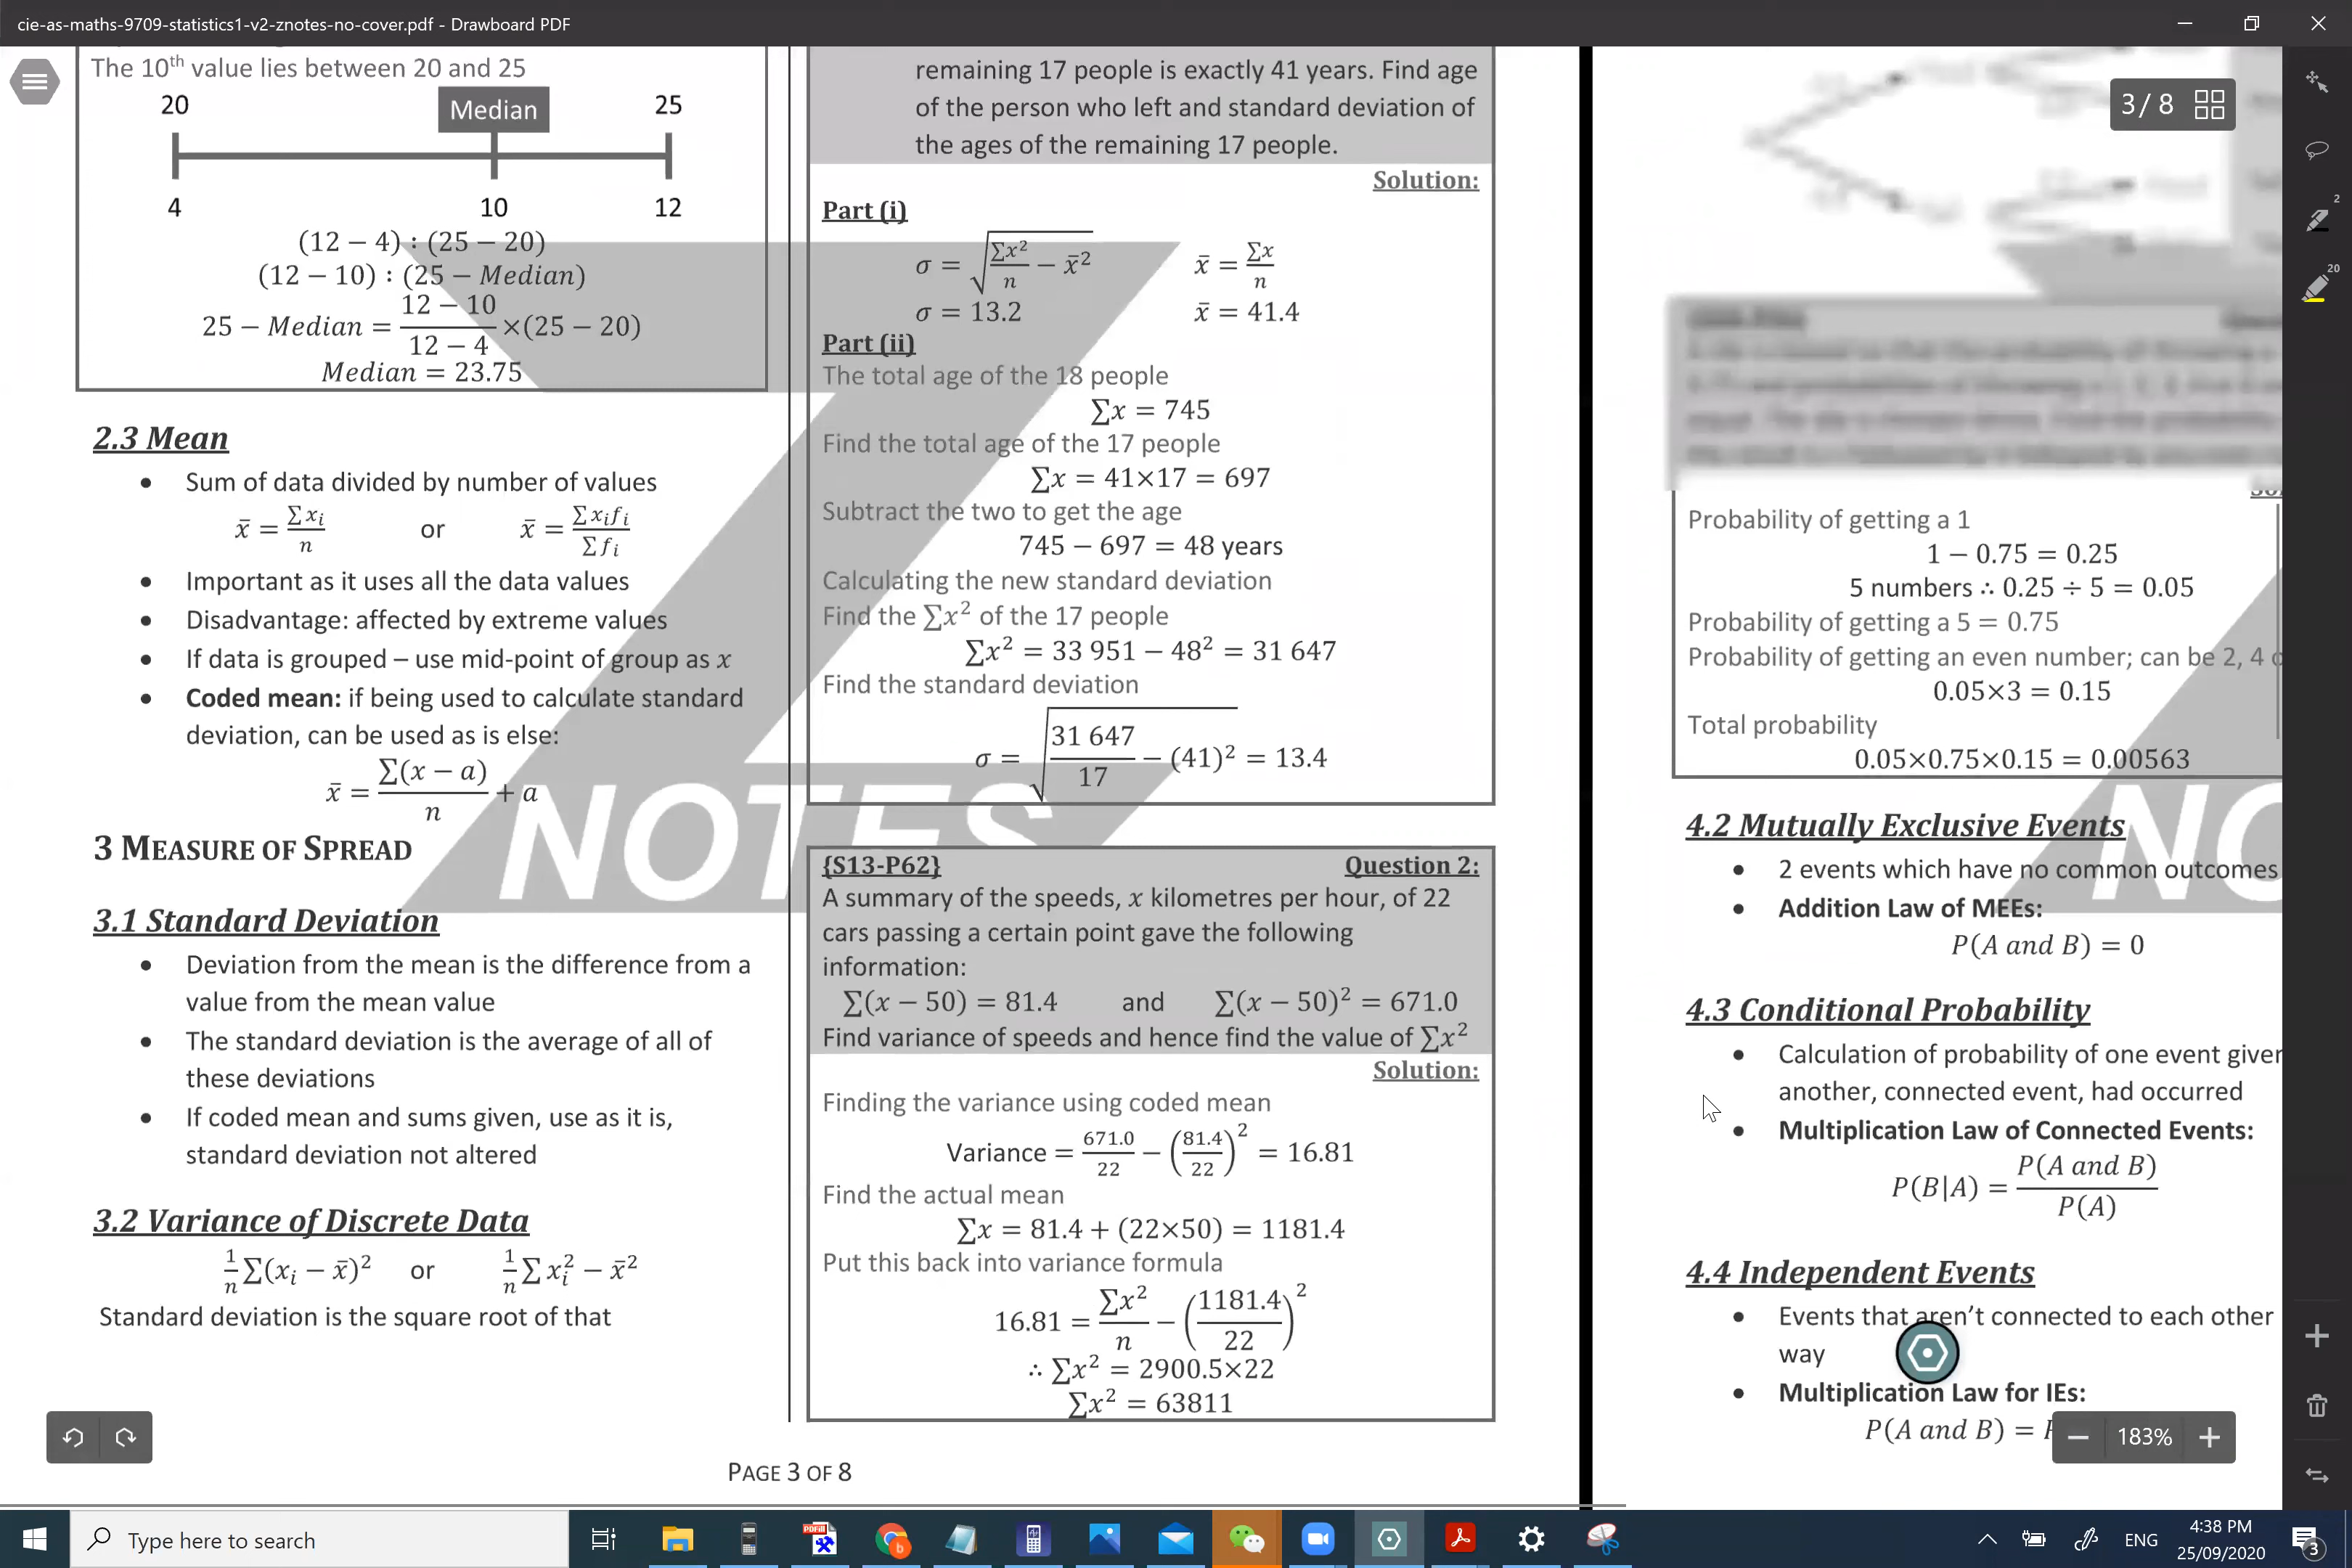 cie-as-maths-9709-statistics1-v2-znotes-no-cover.pdf - Drawboard PDF
The 10th value lies between 20 and 25
20 Median 25
4 10 12
(12 − 4) : (25 − 20)
(12 − 10) : (25 − Median)
25 − Median = (12 − 10)/(12 − 4) ×(25 − 20)
Median = 23.75
2.3 Mean
• Sum of data divided by number of values
x̄ = Σxᵢ/n or x̄ = Σxᵢfᵢ/Σfᵢ
• Important as it uses all the data values
• Disadvantage: affected by extreme values
• If data is grouped – use mid-point of group as x
• Coded mean: if being used to calculate standard
deviation, can be used as is else:
x̄ = Σ(x − a)/n + a
3 MEASURE OF SPREAD
3.1 Standard Deviation
• Deviation from the mean is the difference from a
value from the mean value
• The standard deviation is the average of all of
these deviations
• If coded mean and sums given, use as it is,
standard deviation not altered
3.2 Variance of Discrete Data
1/n Σ(xᵢ − x̄)² or 1/n Σxᵢ² − x̄²
Standard deviation is the square root of that
remaining 17 people is exactly 41 years. Find age
of the person who left and standard deviation of
the ages of the remaining 17 people.
Solution:
Part (i)
σ = √(Σx²/n − x̄²) x̄ = Σx/n
σ = 13.2 x̄ = 41.4
Part (ii)
The total age of the 18 people
Σx = 745
Find the total age of the 17 people
Σx = 41×17 = 697
Subtract the two to get the age
745 − 697 = 48 years
Calculating the new standard deviation
Find the Σx² of the 17 people
Σx² = 33 951 − 48² = 31 647
Find the standard deviation
σ = √(31 647/17 − (41)²) = 13.4
NOTES
{S13-P62} Question 2:
A summary of the speeds, x kilometres per hour, of 22
cars passing a certain point gave the following
information:
Σ(x − 50) = 81.4 and Σ(x − 50)² = 671.0
Find variance of speeds and hence find the value of Σx²
Solution:
Finding the variance using coded mean
Variance = 671.0/22 − (81.4/22)² = 16.81
Find the actual mean
Σx = 81.4 + (22×50) = 1181.4
Put this back into variance formula
16.81 = Σx²/n − (1181.4/22)²
∴ Σx² = 2900.5×22
Σx² = 63811
PAGE 3 OF 8
3 / 8
Probability of getting a 1
1 − 0.75 = 0.25
5 numbers ∴ 0.25 ÷ 5 = 0.05
Probability of getting a 5 = 0.75
Probability of getting an even number; can be 2, 4
0.05×3 = 0.15
Total probability
0.05×0.75×0.15 = 0.00563
4.2 Mutually Exclusive Events
• 2 events which have no common outcomes
• Addition Law of MEEs:
P(A and B) = 0
4.3 Conditional Probability
• Calculation of probability of one event given
another, connected event, had occurred
• Multiplication Law of Connected Events:
P(B|A) = P(A and B)/P(A)
4.4 Independent Events
• Events that aren't connected to each other
way
• Multiplication Law for IEs:
P(A and B) =
NO
2
20
− 183% +
Type here to search
PDFill
ENG
4:38 PM
25/09/2020
3